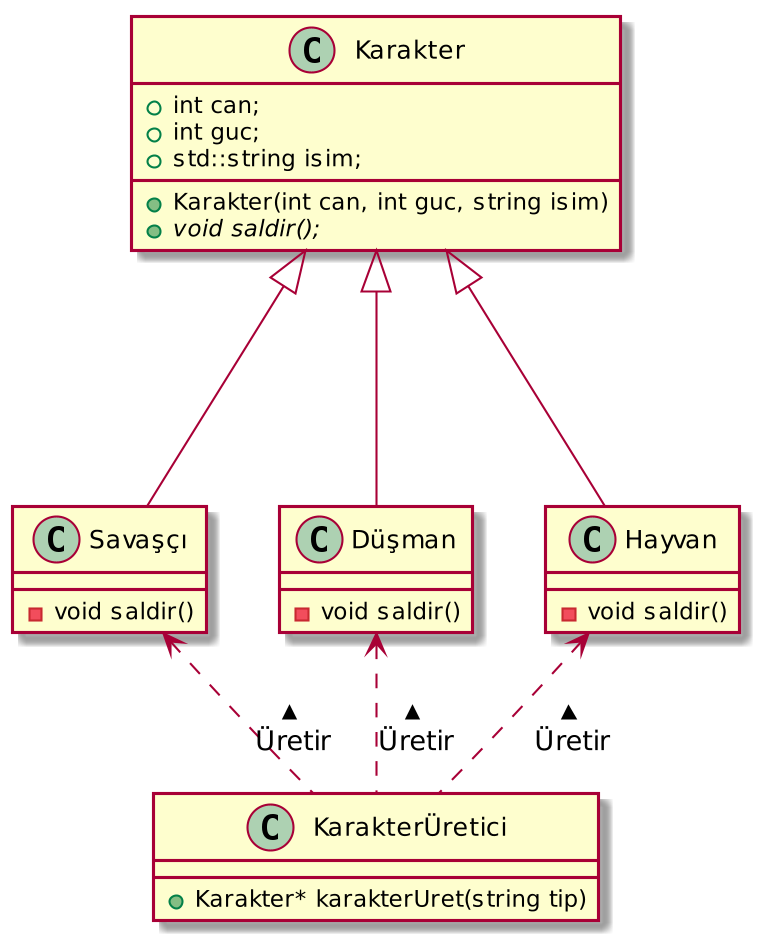 C Karakter
int can;
int guc;
std::string isim;
Karakter(int can, int guc, string isim)
void saldir();
C Savaşçı
void saldir()
C Düşman
void saldir()
C Hayvan
void saldir()
Üretir
Üretir
Üretir
C KarakterÜretici
Karakter* karakterUret(string tip)